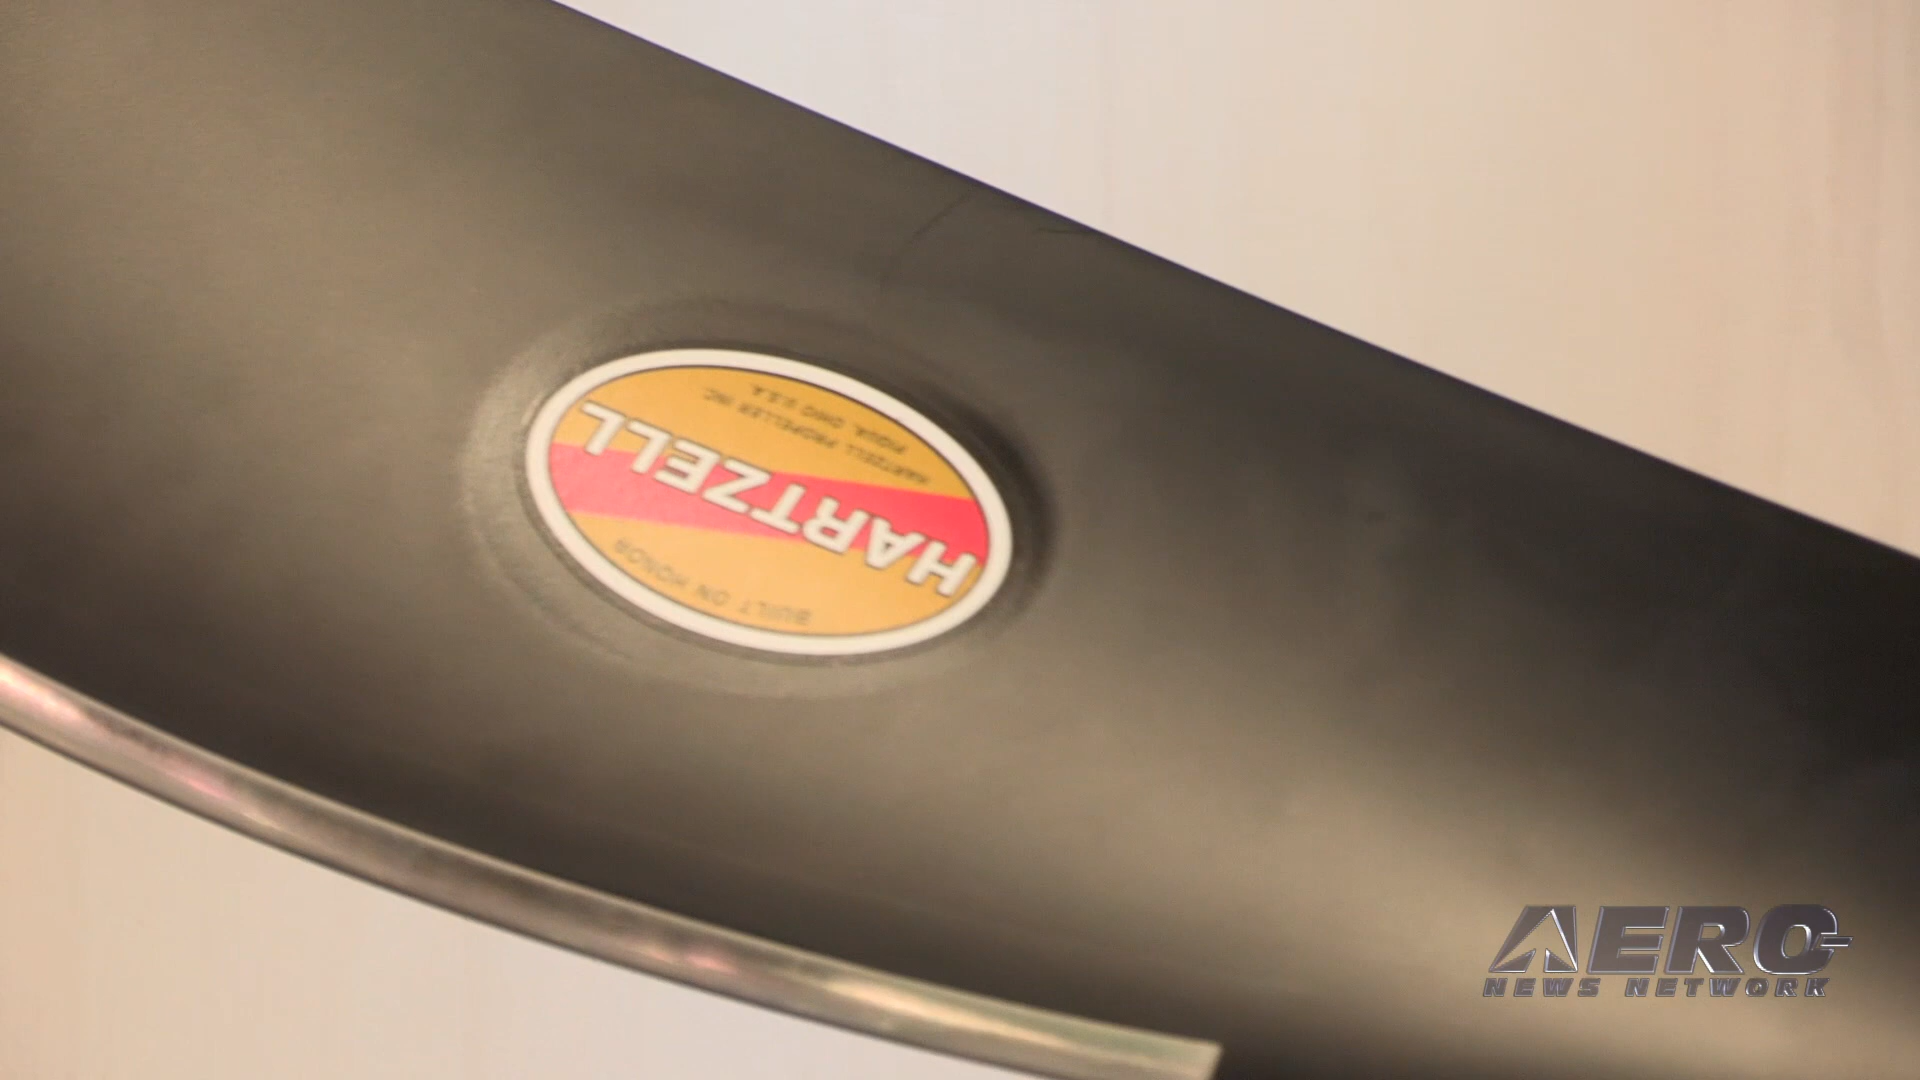 BUILT ON HONOR
HARTZELL
HARTZELL PROPELLER INC.
PIQUA, OHIO U.S.A.
AERO
NEWS NETWORK